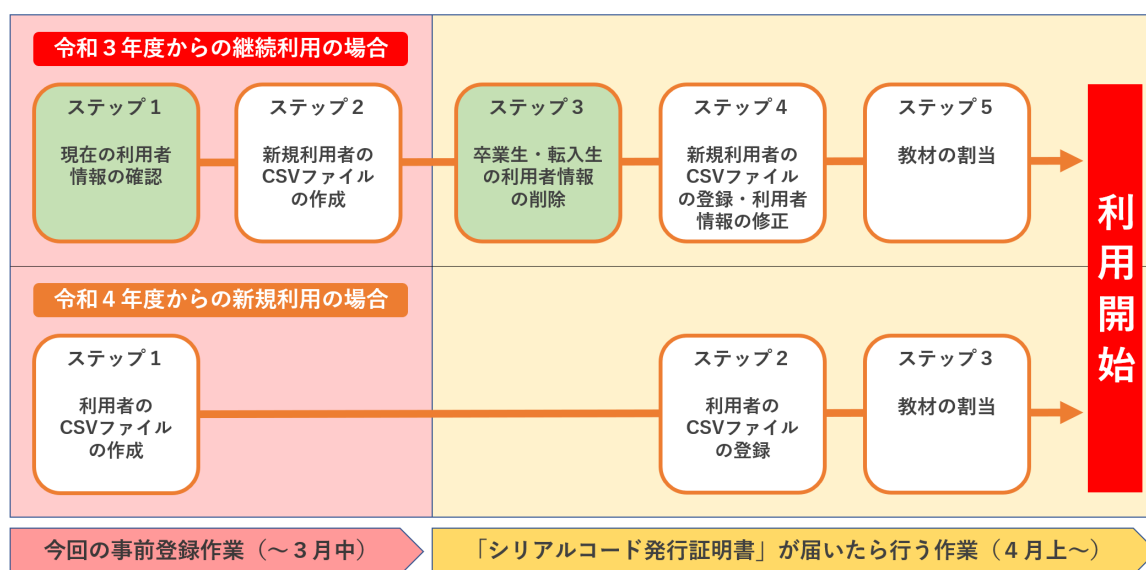 令和３年度からの継続利用の場合
ステップ１
現在の利用者
情報の確認
ステップ２
新規利用者の
CSVファイル
の作成
ステップ３
卒業生・転入生
の利用者情報
の削除
ステップ４
新規利用者の
CSVファイル
の登録・利用者
情報の修正
ステップ５
教材の割当
利用開始
令和４年度からの新規利用の場合
ステップ１
利用者の
CSVファイル
の作成
ステップ２
利用者の
CSVファイル
の登録
ステップ３
教材の割当
今回の事前登録作業（～３月中）
「シリアルコード発行証明書」が届いたら行う作業（４月上～）